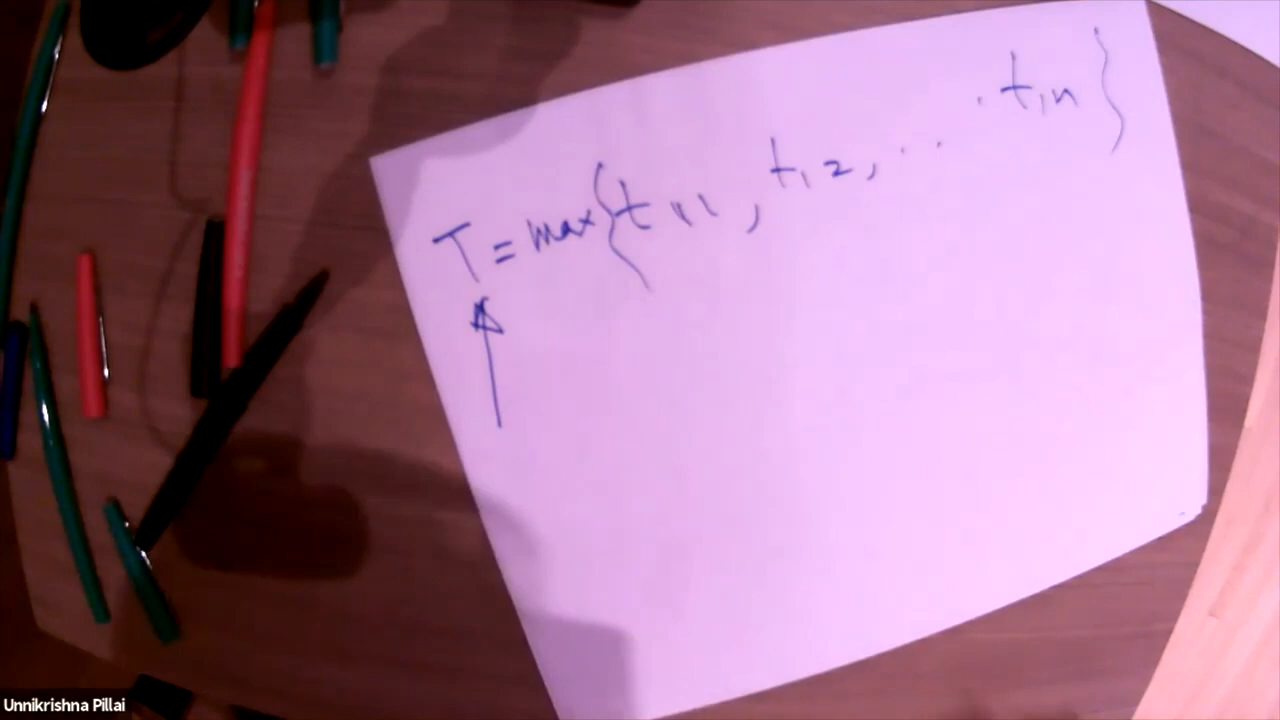 T = max{t11, t12, .. . t1n}
Unnikrishna Pillai